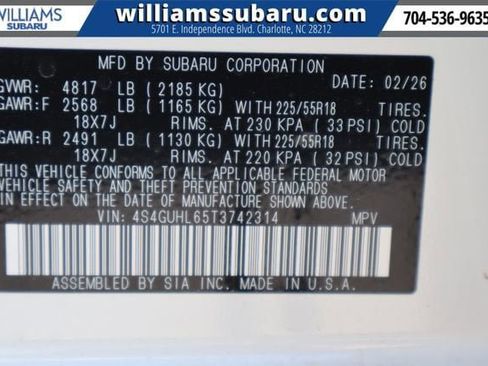 WILLIAMS
SUBARU
williamssubaru.com
5701 E. Independence Blvd. Charlotte, NC 28212
704-536-9635
MFD BY SUBARU CORPORATION
GVWR: 4817 LB (2185 KG) DATE: 02/26
GAWR:F 2568 LB (1165 KG) WITH 225/55R18 TIRES.
18X7J RIMS. AT 230 KPA (33 PSI) COLD
GAWR:R 2491 LB (1130 KG) WITH 225/55R18 TIRES.
18X7J RIMS. AT 220 KPA (32 PSI) COLD
THIS VEHICLE CONFORMS TO ALL APPLICABLE FEDERAL MOTOR
VEHICLE SAFETY AND THEFT PREVENTION STANDARDS
IN EFFECT ON THE DATE OF MANUFACTURE SHOWN ABOVE.
VIN: 4S4GUHL65T3742314 MPV
ASSEMBLED BY SIA INC. MADE IN U.S.A.
WILLIAMS
SUBARU